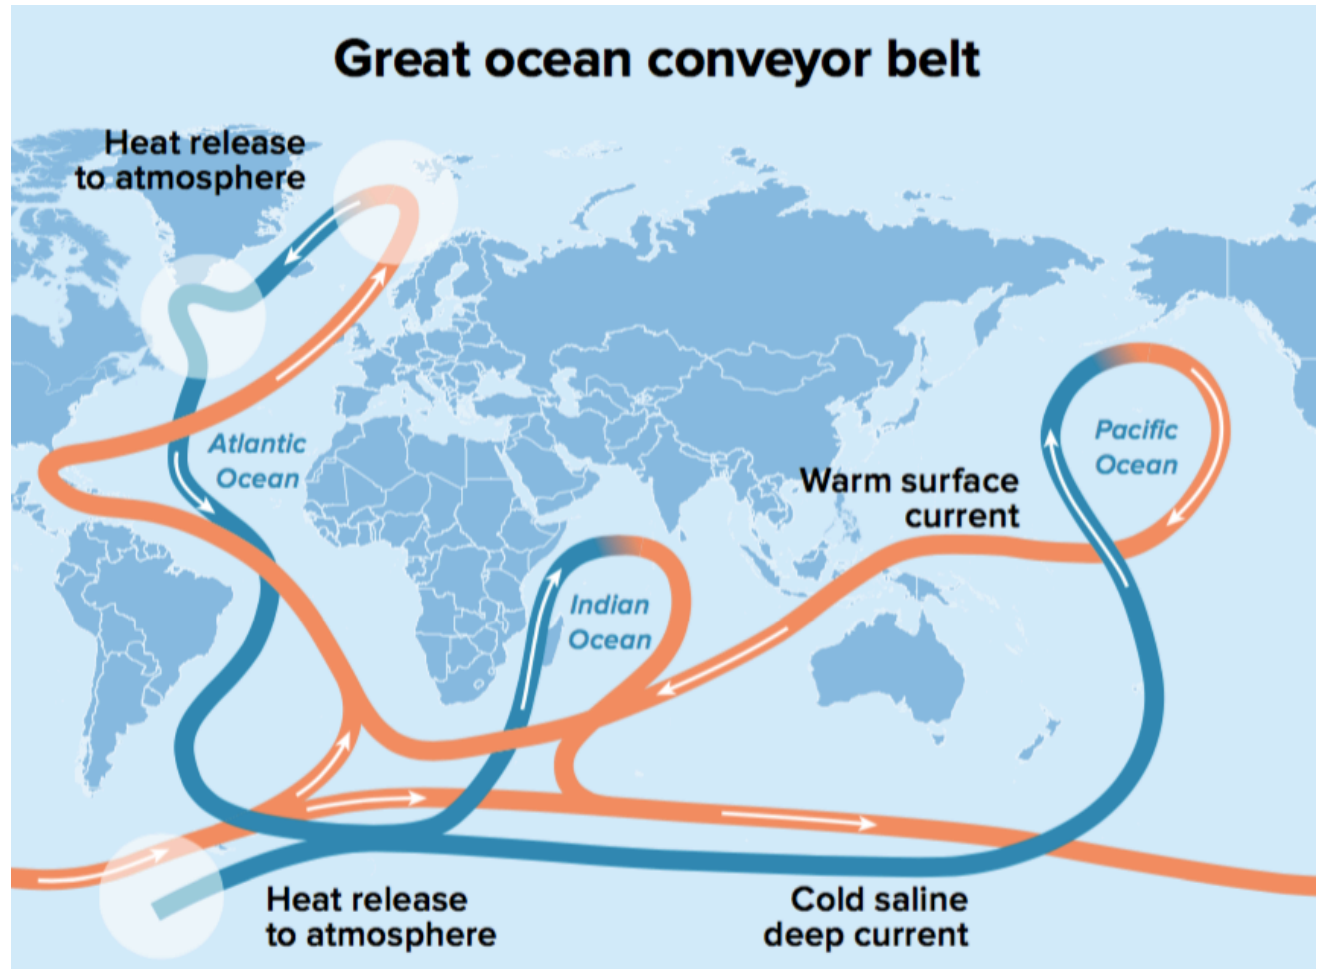 Great ocean conveyor belt
Heat release
to atmosphere
Atlantic
Ocean
Pacific
Ocean
Warm surface
current
Indian
Ocean
Heat release
to atmosphere
Cold saline
deep current